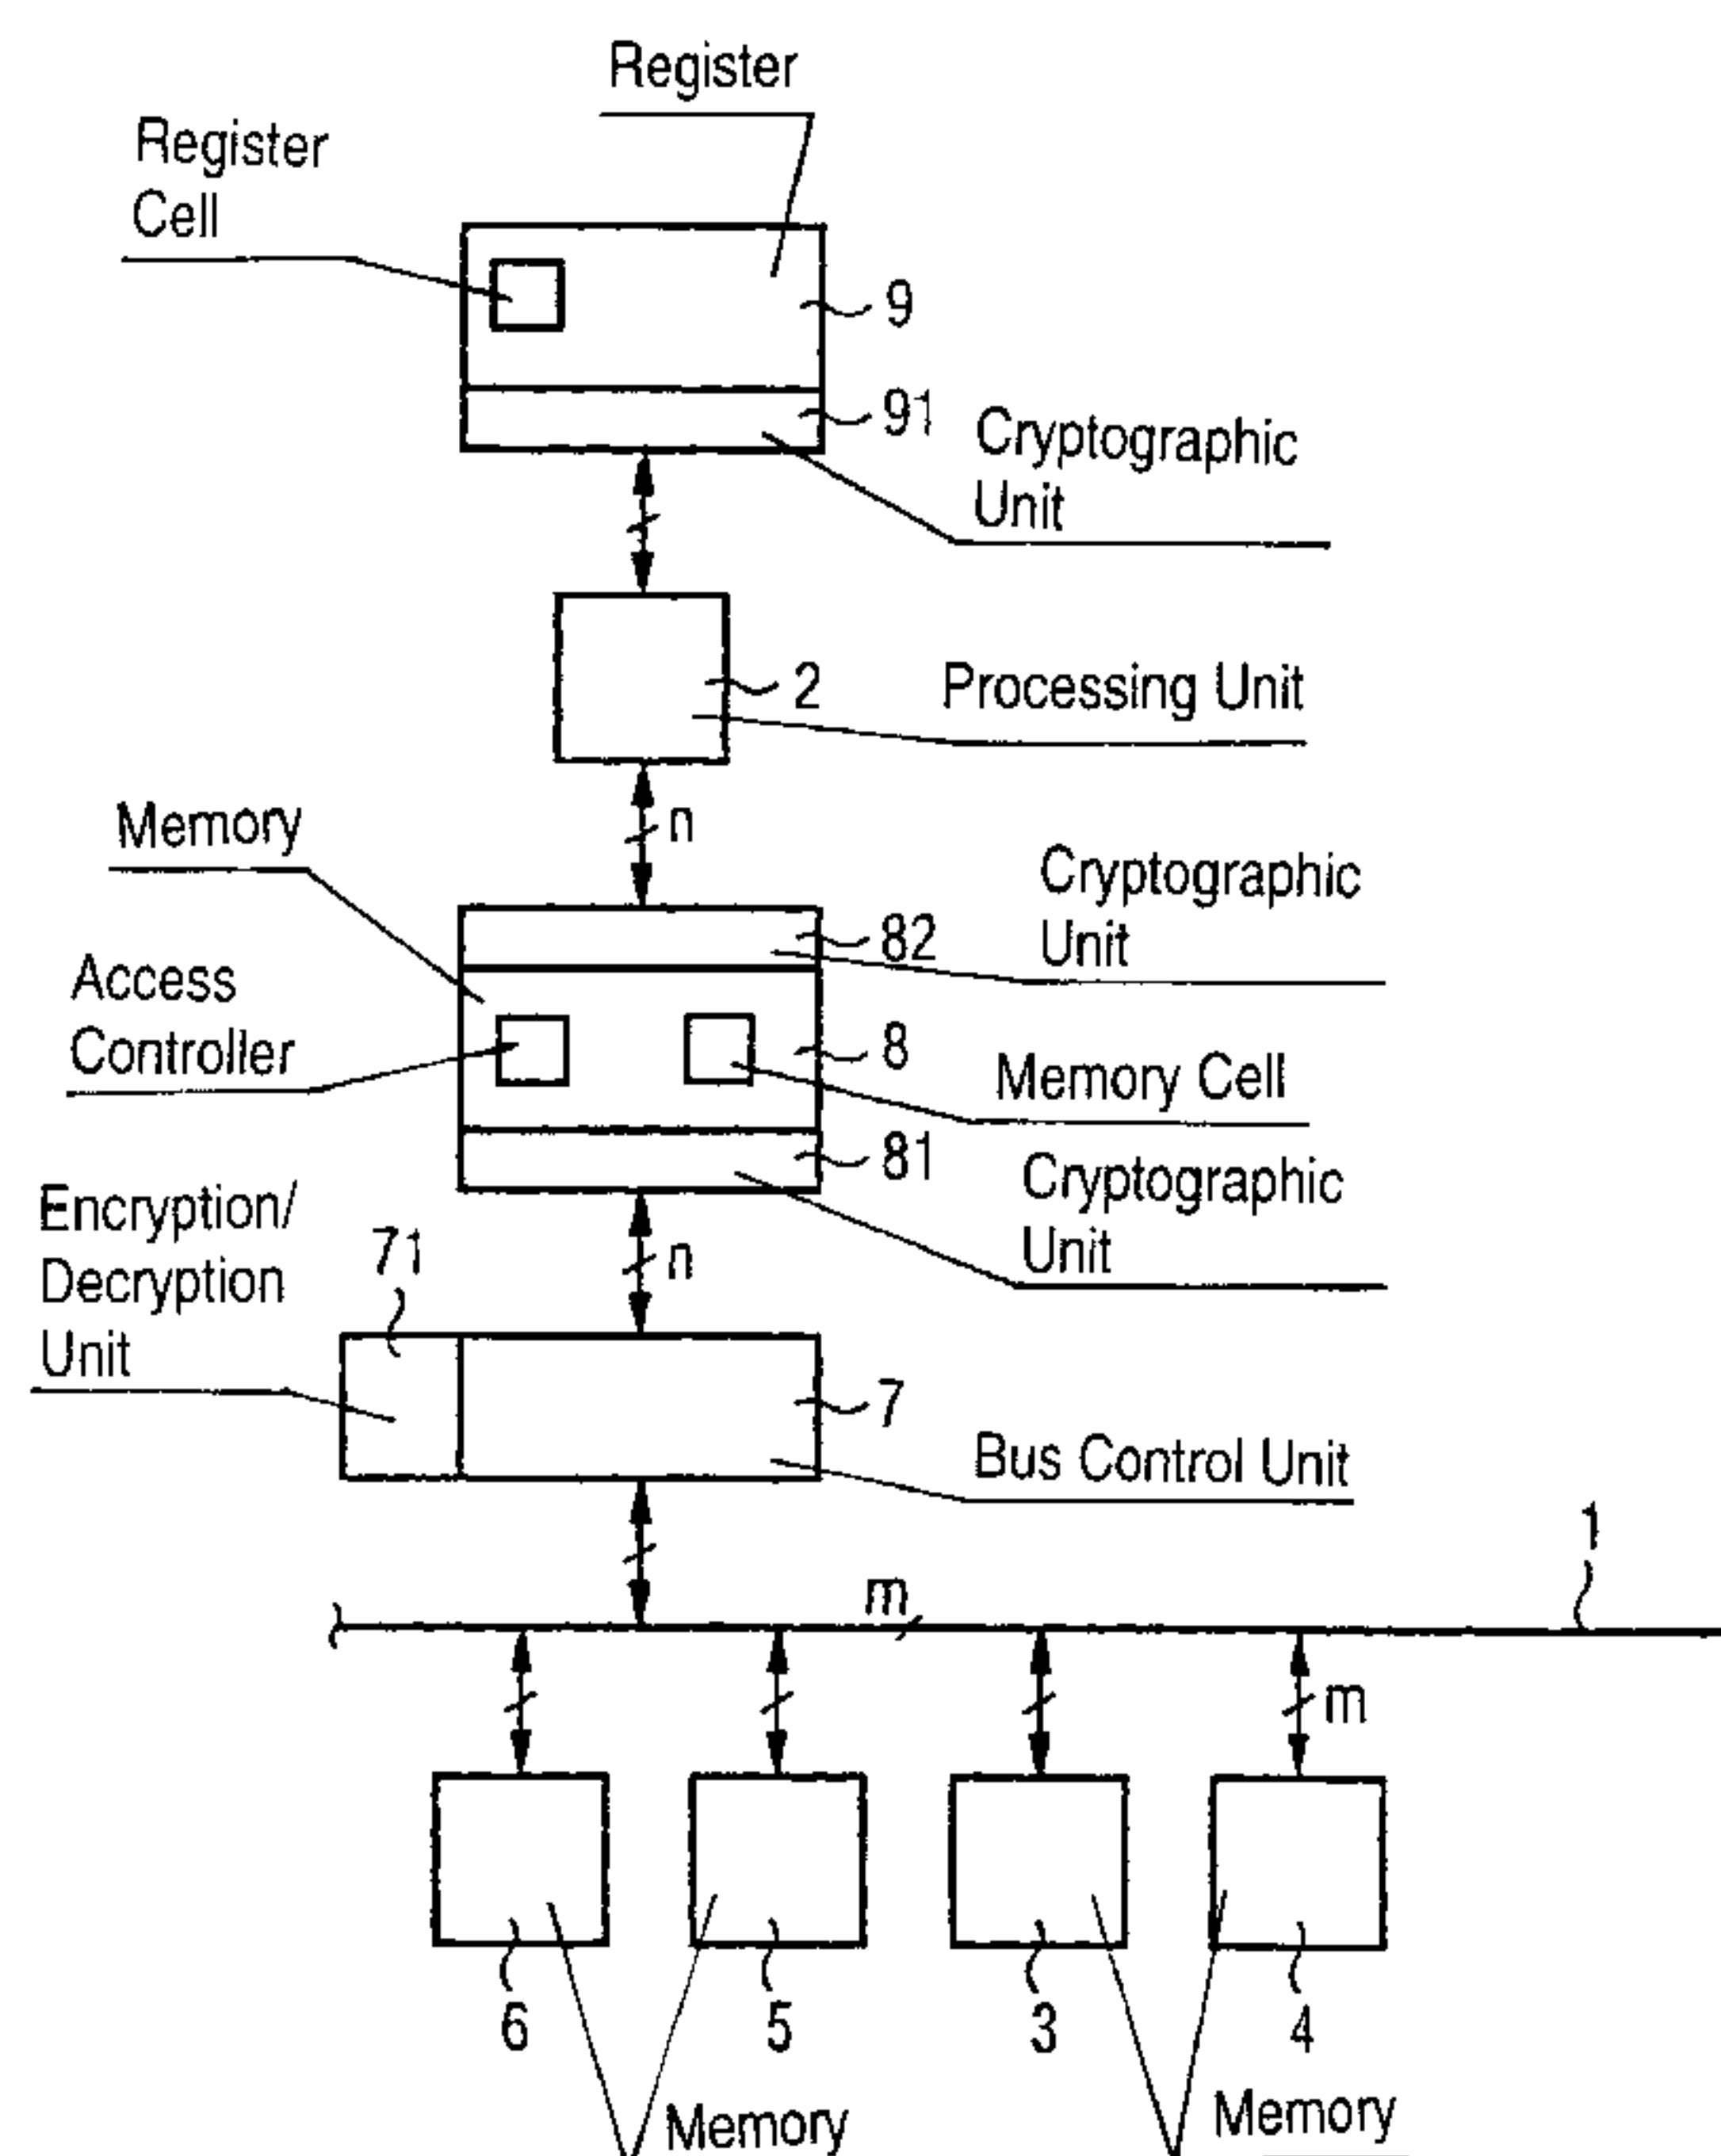 Register
Register
Cell
9
91
Cryptographic
Unit
2
Processing Unit
n
Memory
Cryptographic
Unit
82
Access
Controller
8
Memory Cell
81
Cryptographic
Unit
Encryption/
Decryption
Unit
71
n
7
Bus Control Unit
1
m
m
6
5
3
4
Memory
Memory